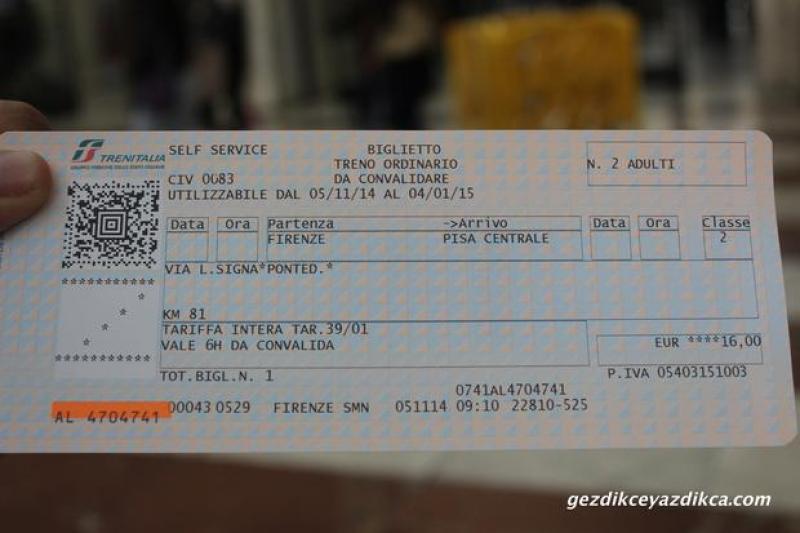 TRENITALIA
SELF SERVICE BIGLIETTO
TRENO ORDINARIO
N. 2 ADULTI
CIV 0083 DA CONVALIDARE
UTILIZZABILE DAL 05/11/14 AL 04/01/15
Data Ora Partenza ->Arrivo Data Ora Classe
FIRENZE PISA CENTRALE 2
VIA L.SIGNA*PONTED.*
KM 81
TARIFFA INTERA TAR.39/01
VALE 6H DA CONVALIDA
EUR ****16,00
TOT.BIGL.N. 1
P.IVA 05403151003
0741AL4704741
AL 4704741
00043 0529 FIRENZE SMN 051114 09:10 22810-525
gezdikceyazdikca.com